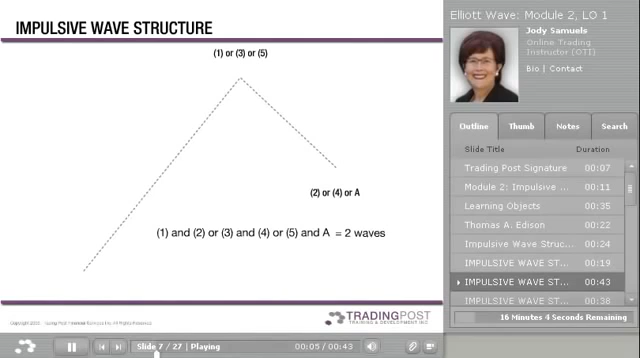 IMPULSIVE WAVE STRUCTURE
(1) or (3) or (5)
(2) or (4) or A
(1) and (2) or (3) and (4) or (5) and A = 2 waves
TRADINGPOST
TRAINING & DEVELOPMENT INC.
Slide 7 / 27 | Playing
00:05 / 00:43
Elliott Wave: Module 2, LO 1
Jody Samuels
Online Trading
Instructor (OTI)
Bio | Contact
Outline Thumb Notes Search
Slide Title Duration
Trading Post Signature 00:07
Module 2: Impulsive ... 00:11
Learning Objects 00:35
Thomas A. Edison 00:22
Impulsive Wave Struc... 00:24
IMPULSIVE WAVE ST... 00:19
IMPULSIVE WAVE ST... 00:43
IMPULSIVE WAVE ST... 00:38
16 Minutes 4 Seconds Remaining